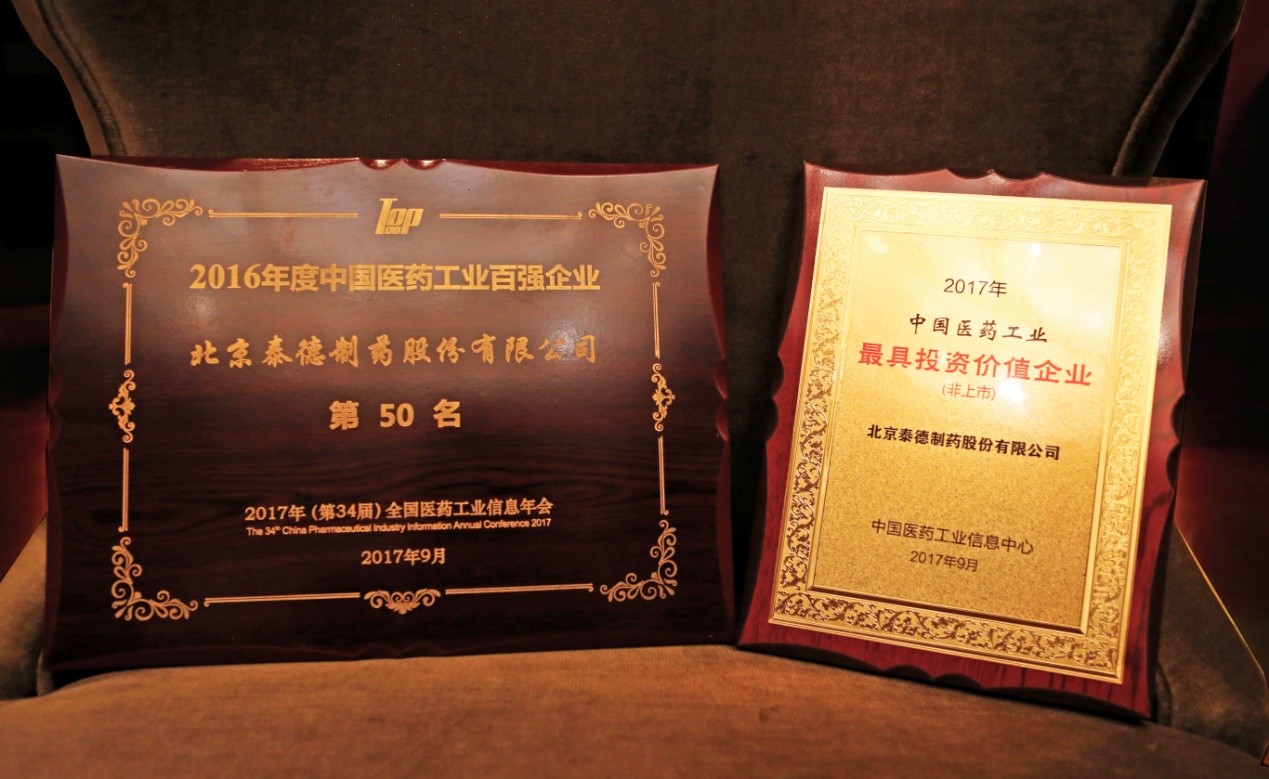 TOP
100
2016年度中国医药工业百强企业
北京泰德制药股份有限公司
第 50 名
2017年（第34届）全国医药工业信息年会
The 34th China Pharmaceutical Industry Information Annual Conference 2017
2017年9月
2017年
中国医药工业
最具投资价值企业
(非上市)
北京泰德制药股份有限公司
中国医药工业信息中心
2017年9月